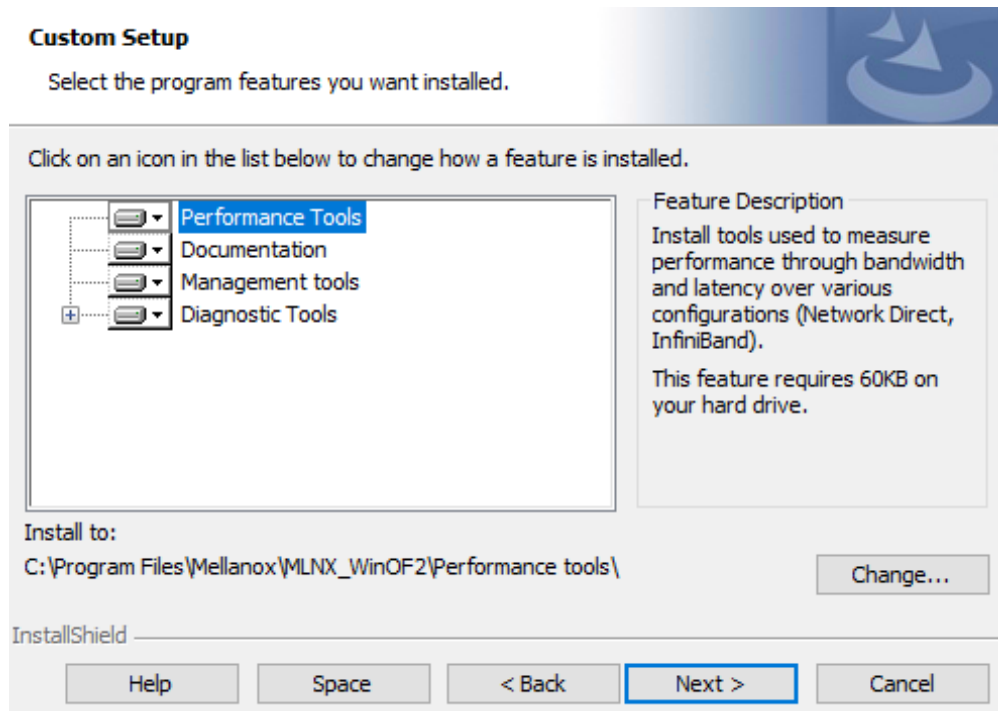 Custom Setup
Select the program features you want installed.
Click on an icon in the list below to change how a feature is installed.
Performance Tools
Documentation
Management tools
Diagnostic Tools
Feature Description
Install tools used to measure
performance through bandwidth
and latency over various
configurations (Network Direct,
InfiniBand).
This feature requires 60KB on
your hard drive.
Install to:
C:\Program Files\Mellanox\MLNX_WinOF2\Performance tools\
Change...
InstallShield
Help
Space
< Back
Next >
Cancel